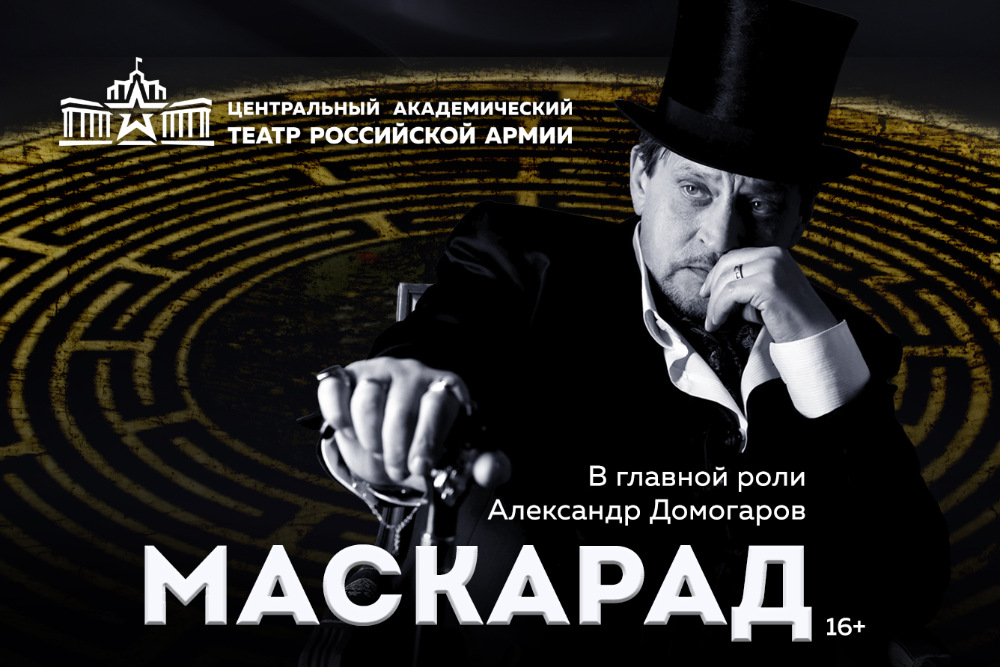 ЦЕНТРАЛЬНЫЙ АКАДЕМИЧЕСКИЙ
ТЕАТР РОССИЙСКОЙ АРМИИ
В главной роли
Александр Домогаров
МАСКАРАД
16+